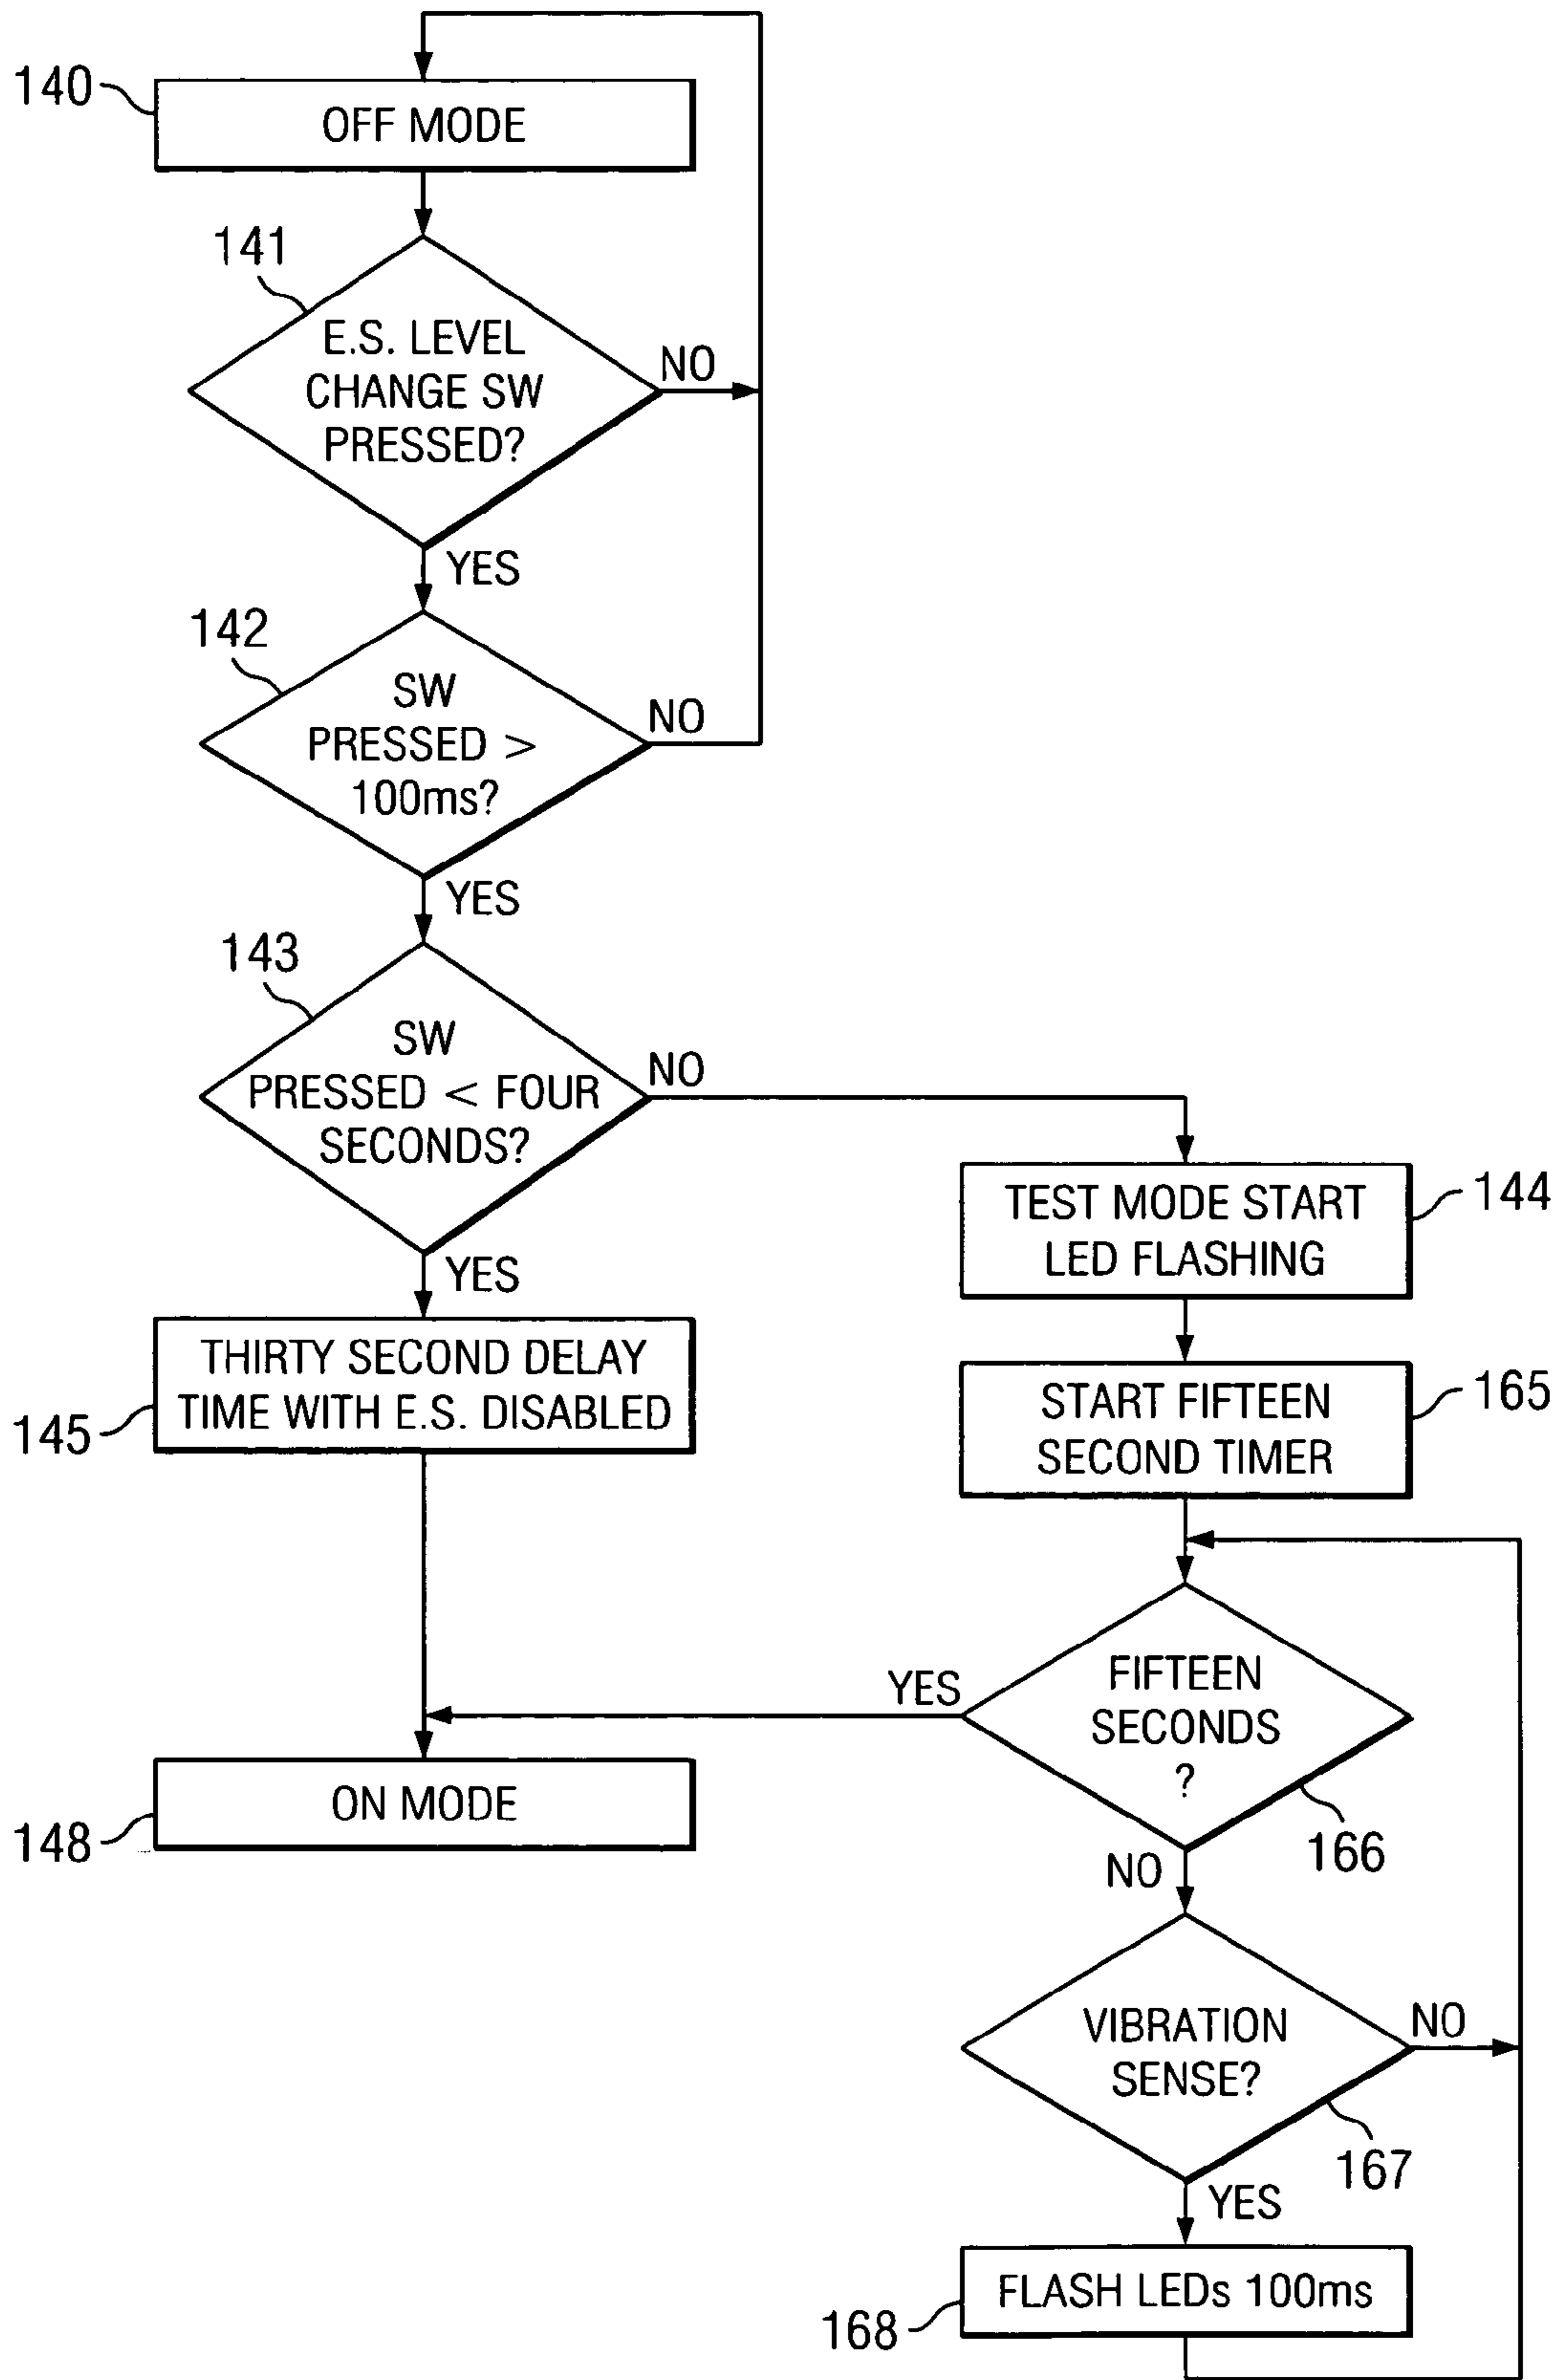 140
OFF MODE
141
E.S. LEVEL
CHANGE SW
PRESSED?
NO
YES
142
SW
PRESSED >
100ms?
NO
YES
143
SW
PRESSED < FOUR
SECONDS?
NO
YES
TEST MODE START
LED FLASHING
144
THIRTY SECOND DELAY
TIME WITH E.S. DISABLED
145
START FIFTEEN
SECOND TIMER
165
FIFTEEN
SECONDS
?
YES
166
NO
ON MODE
148
VIBRATION
SENSE?
NO
167
YES
FLASH LEDs 100ms
168